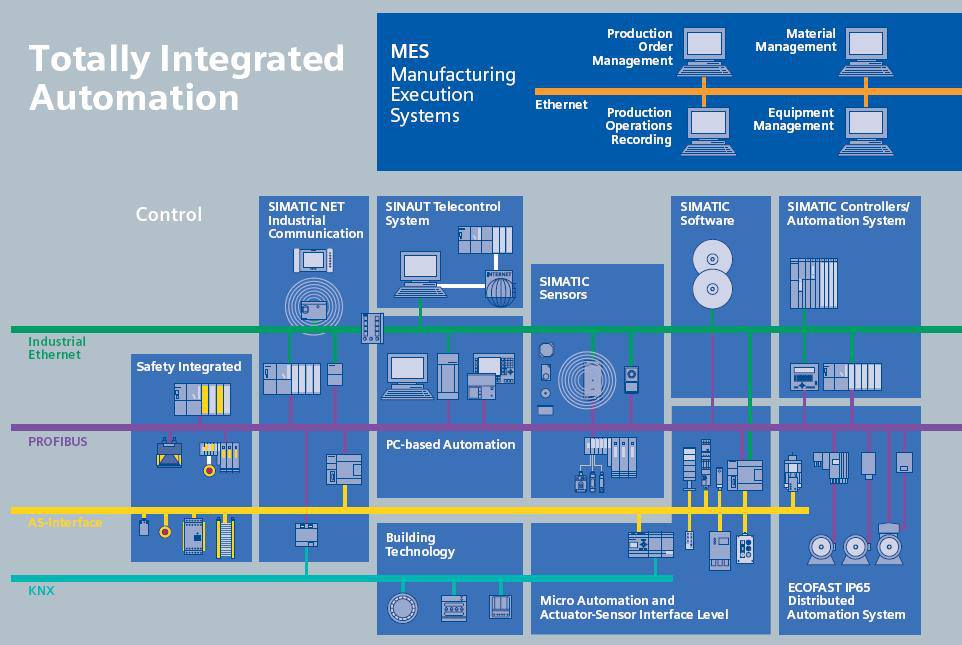 Totally Integrated
Automation
MES
Manufacturing
Execution
Systems
Production
Order
Management
Material
Management
Ethernet
Production
Operations
Recording
Equipment
Management
Control
SIMATIC NET
Industrial
Communication
SINAUT Telecontrol
System
INTERNET
SIMATIC
Sensors
SIMATIC
Software
SIMATIC Controllers/
Automation System
Industrial
Ethernet
Safety Integrated
PROFIBUS
PC-based Automation
AS-Interface
Building
Technology
KNX
Micro Automation and
Actuator-Sensor Interface Level
ECOFAST IP65
Distributed
Automation System